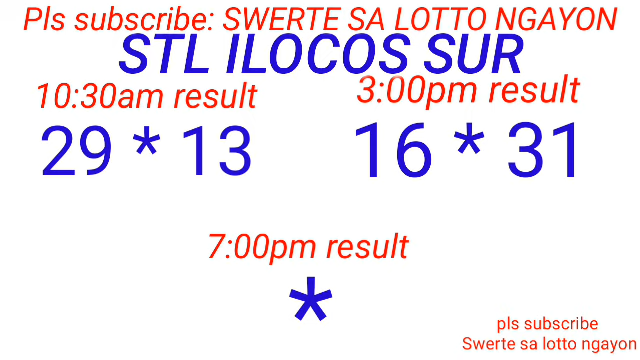 Pls subscribe: SWERTE SA LOTTO NGAYON
STL ILOCOS SUR
10:30am result
29 * 13
3:00pm result
16 * 31
7:00pm result
*
pls subscribe
Swerte sa lotto ngayon